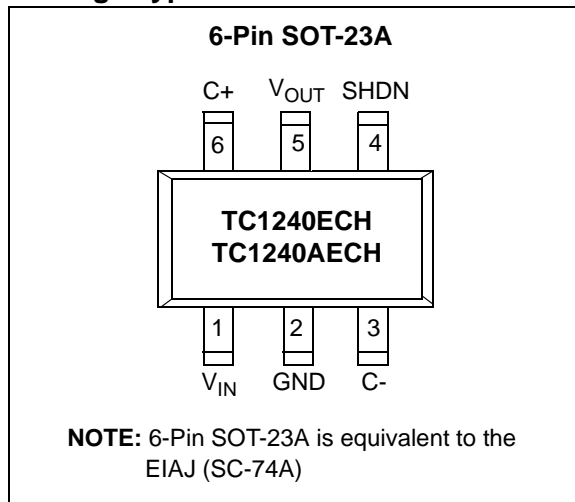 6-Pin SOT-23A
C+ VOUT SHDN
6 5 4
TC1240ECH
TC1240AECH
1 2 3
VIN GND C-
NOTE: 6-Pin SOT-23A is equivalent to the
EIAJ (SC-74A)